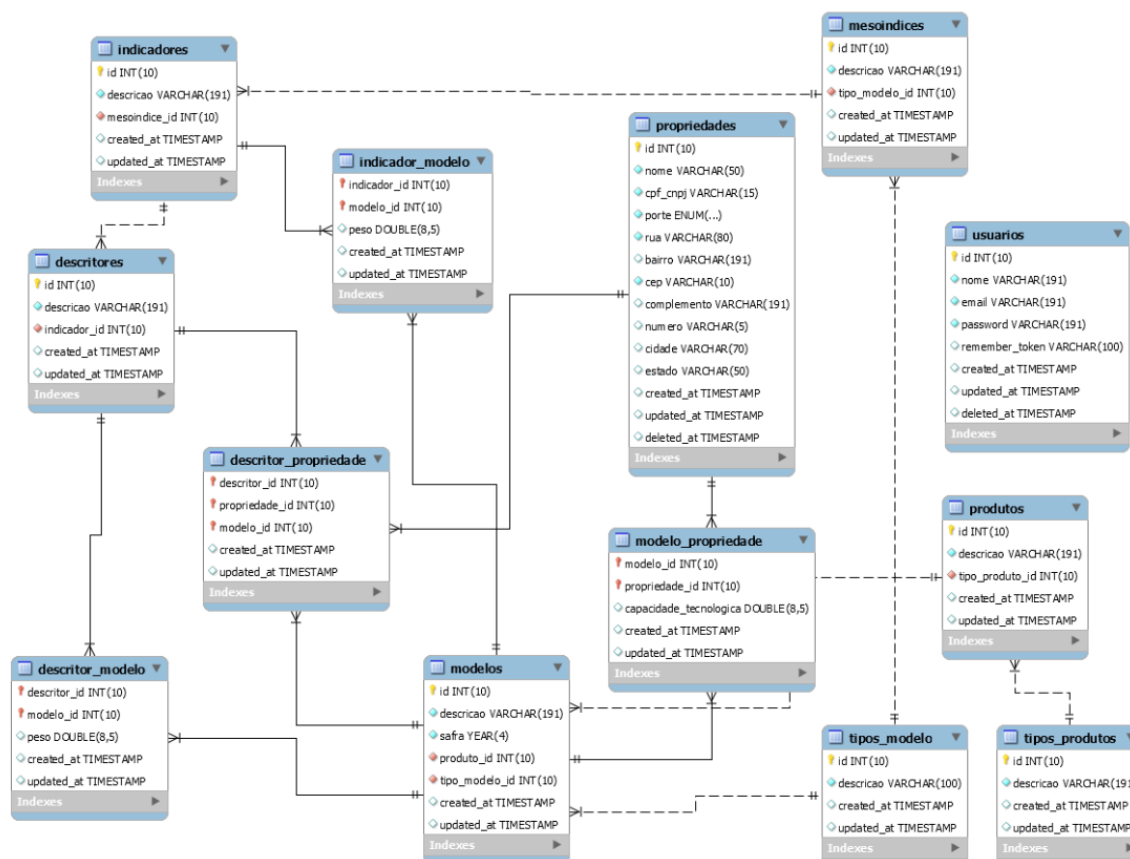 indicadores
id INT(10)
descricao VARCHAR(191)
mesoindice_id INT(10)
created_at TIMESTAMP
updated_at TIMESTAMP
Indexes
mesoindices
id INT(10)
descricao VARCHAR(191)
tipo_modelo_id INT(10)
created_at TIMESTAMP
updated_at TIMESTAMP
Indexes
indicador_modelo
indicador_id INT(10)
modelo_id INT(10)
peso DOUBLE(8,5)
created_at TIMESTAMP
updated_at TIMESTAMP
Indexes
propriedades
id INT(10)
nome VARCHAR(50)
cpf_cnpj VARCHAR(15)
porte ENUM(...)
rua VARCHAR(80)
bairro VARCHAR(191)
cep VARCHAR(10)
complemento VARCHAR(191)
numero VARCHAR(5)
cidade VARCHAR(70)
estado VARCHAR(50)
created_at TIMESTAMP
updated_at TIMESTAMP
deleted_at TIMESTAMP
Indexes
usuarios
id INT(10)
nome VARCHAR(191)
email VARCHAR(191)
password VARCHAR(191)
remember_token VARCHAR(100)
created_at TIMESTAMP
updated_at TIMESTAMP
deleted_at TIMESTAMP
Indexes
descritores
id INT(10)
descricao VARCHAR(191)
indicador_id INT(10)
created_at TIMESTAMP
updated_at TIMESTAMP
Indexes
descritor_propriedade
descritor_id INT(10)
propriedade_id INT(10)
modelo_id INT(10)
created_at TIMESTAMP
updated_at TIMESTAMP
Indexes
modelo_propriedade
modelo_id INT(10)
propriedade_id INT(10)
capacidade_tecnologica DOUBLE(8,5)
created_at TIMESTAMP
updated_at TIMESTAMP
Indexes
produtos
id INT(10)
descricao VARCHAR(191)
tipo_produto_id INT(10)
created_at TIMESTAMP
updated_at TIMESTAMP
Indexes
descritor_modelo
descritor_id INT(10)
modelo_id INT(10)
peso DOUBLE(8,5)
created_at TIMESTAMP
updated_at TIMESTAMP
Indexes
modelos
id INT(10)
descricao VARCHAR(191)
safra YEAR(4)
produto_id INT(10)
tipo_modelo_id INT(10)
created_at TIMESTAMP
updated_at TIMESTAMP
Indexes
tipos_modelo
id INT(10)
descricao VARCHAR(100)
created_at TIMESTAMP
updated_at TIMESTAMP
Indexes
tipos_produtos
id INT(10)
descricao VARCHAR(191
created_at TIMESTAMP
updated_at TIMESTAMP
Indexes